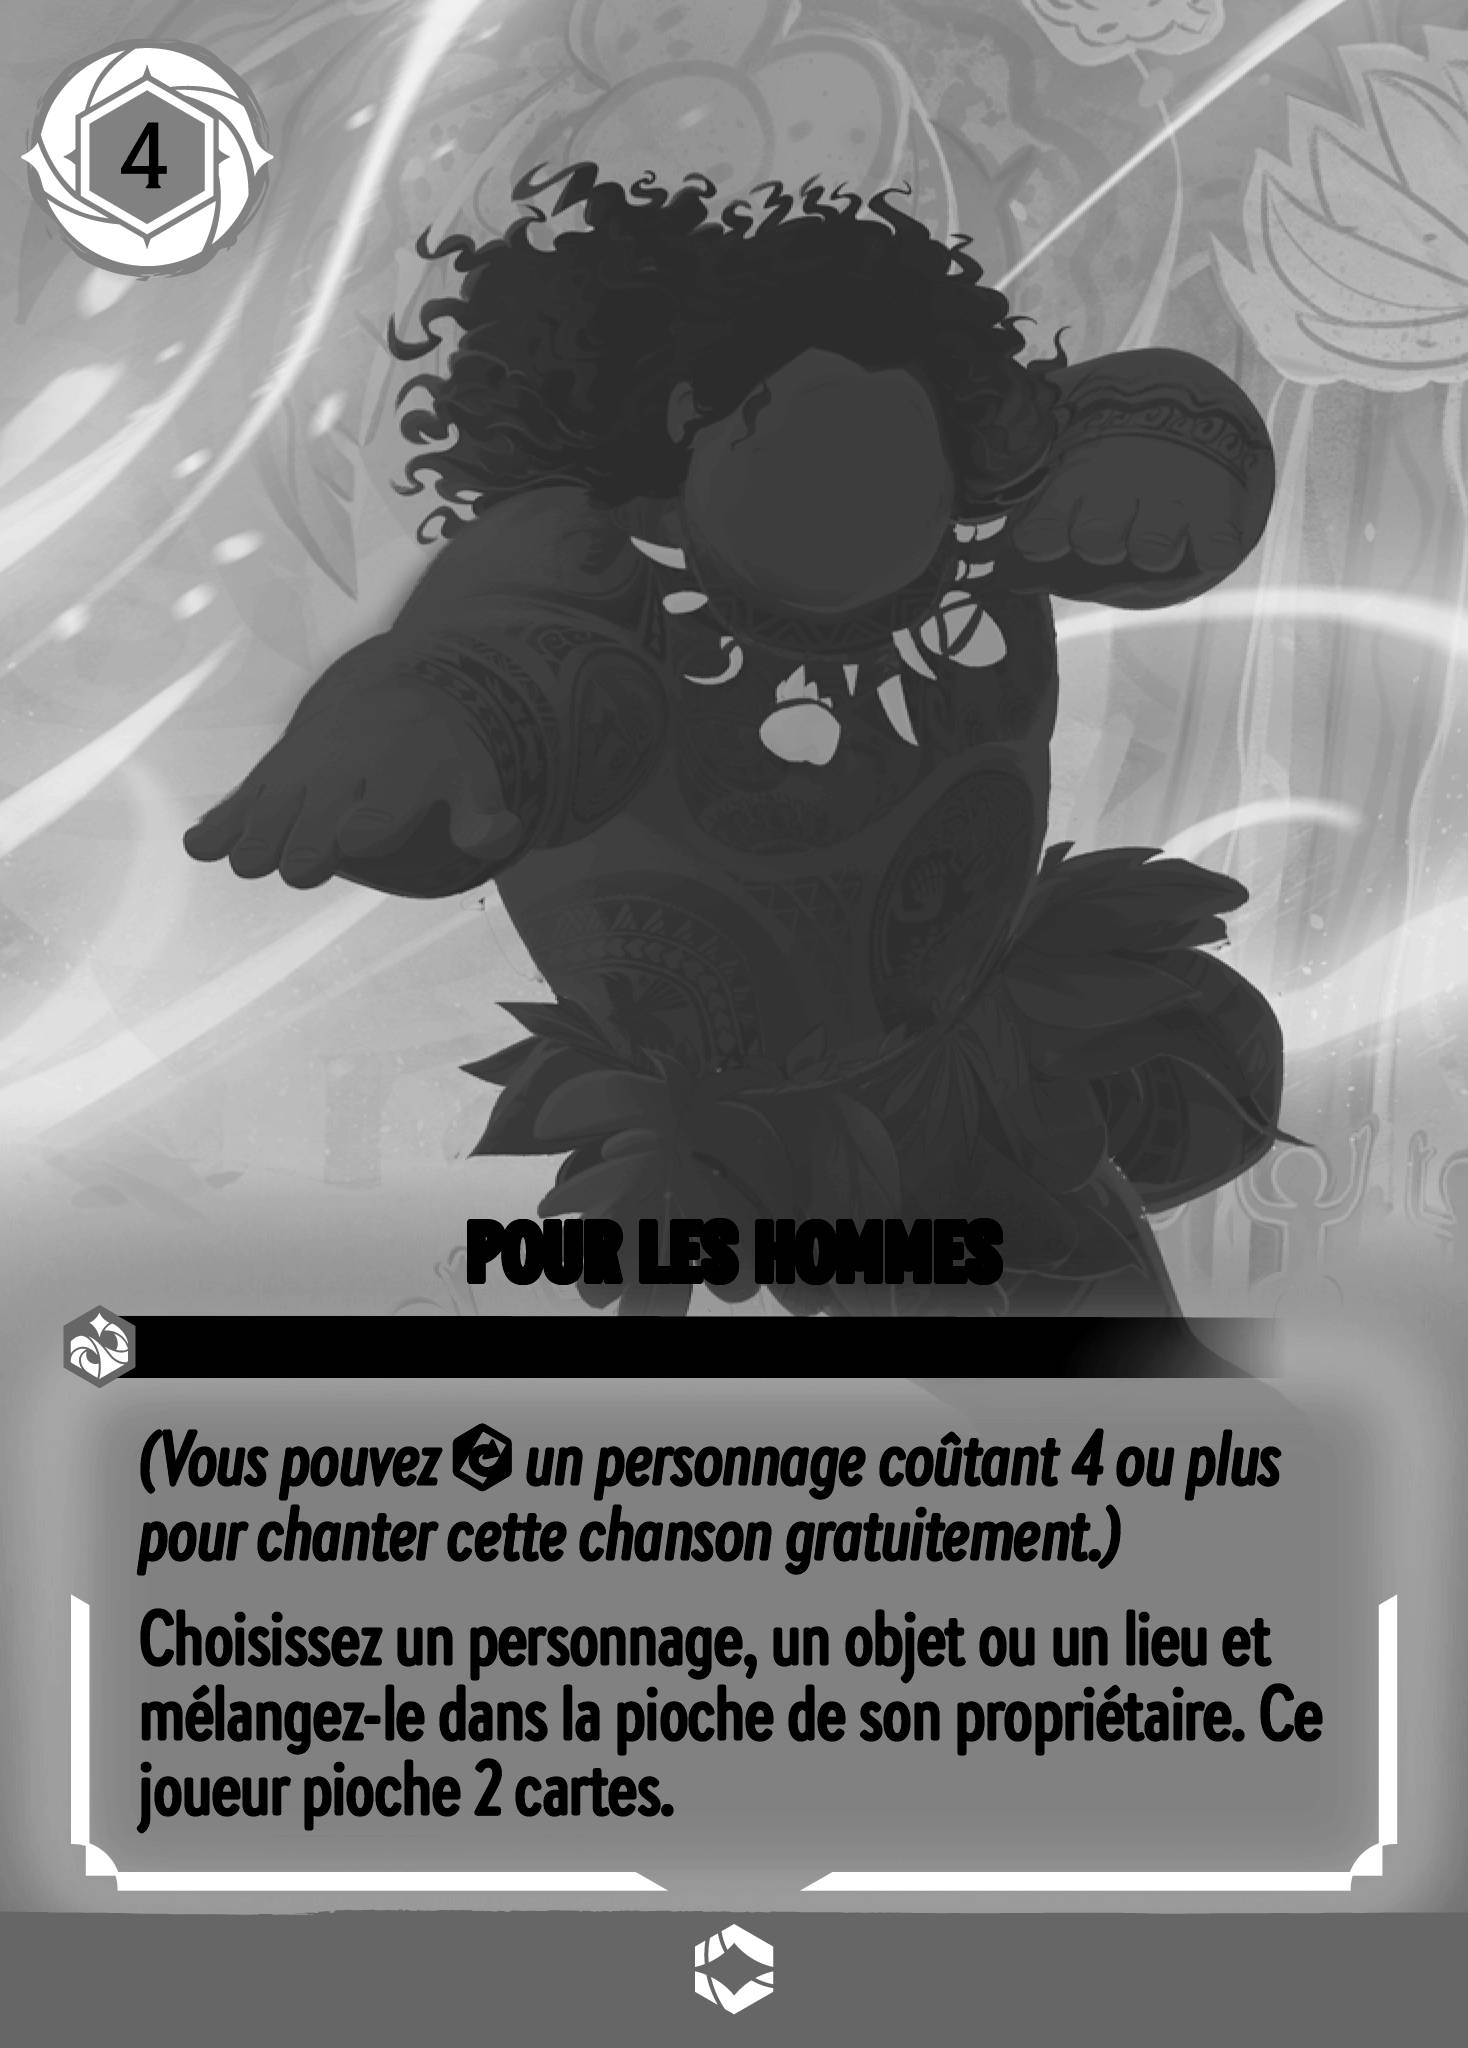 4
POUR LES HOMMES
(Vous pouvez un personnage coûtant 4 ou plus
pour chanter cette chanson gratuitement.)
Choisissez un personnage, un objet ou un lieu et
mélangez-le dans la pioche de son propriétaire. Ce
joueur pioche 2 cartes.